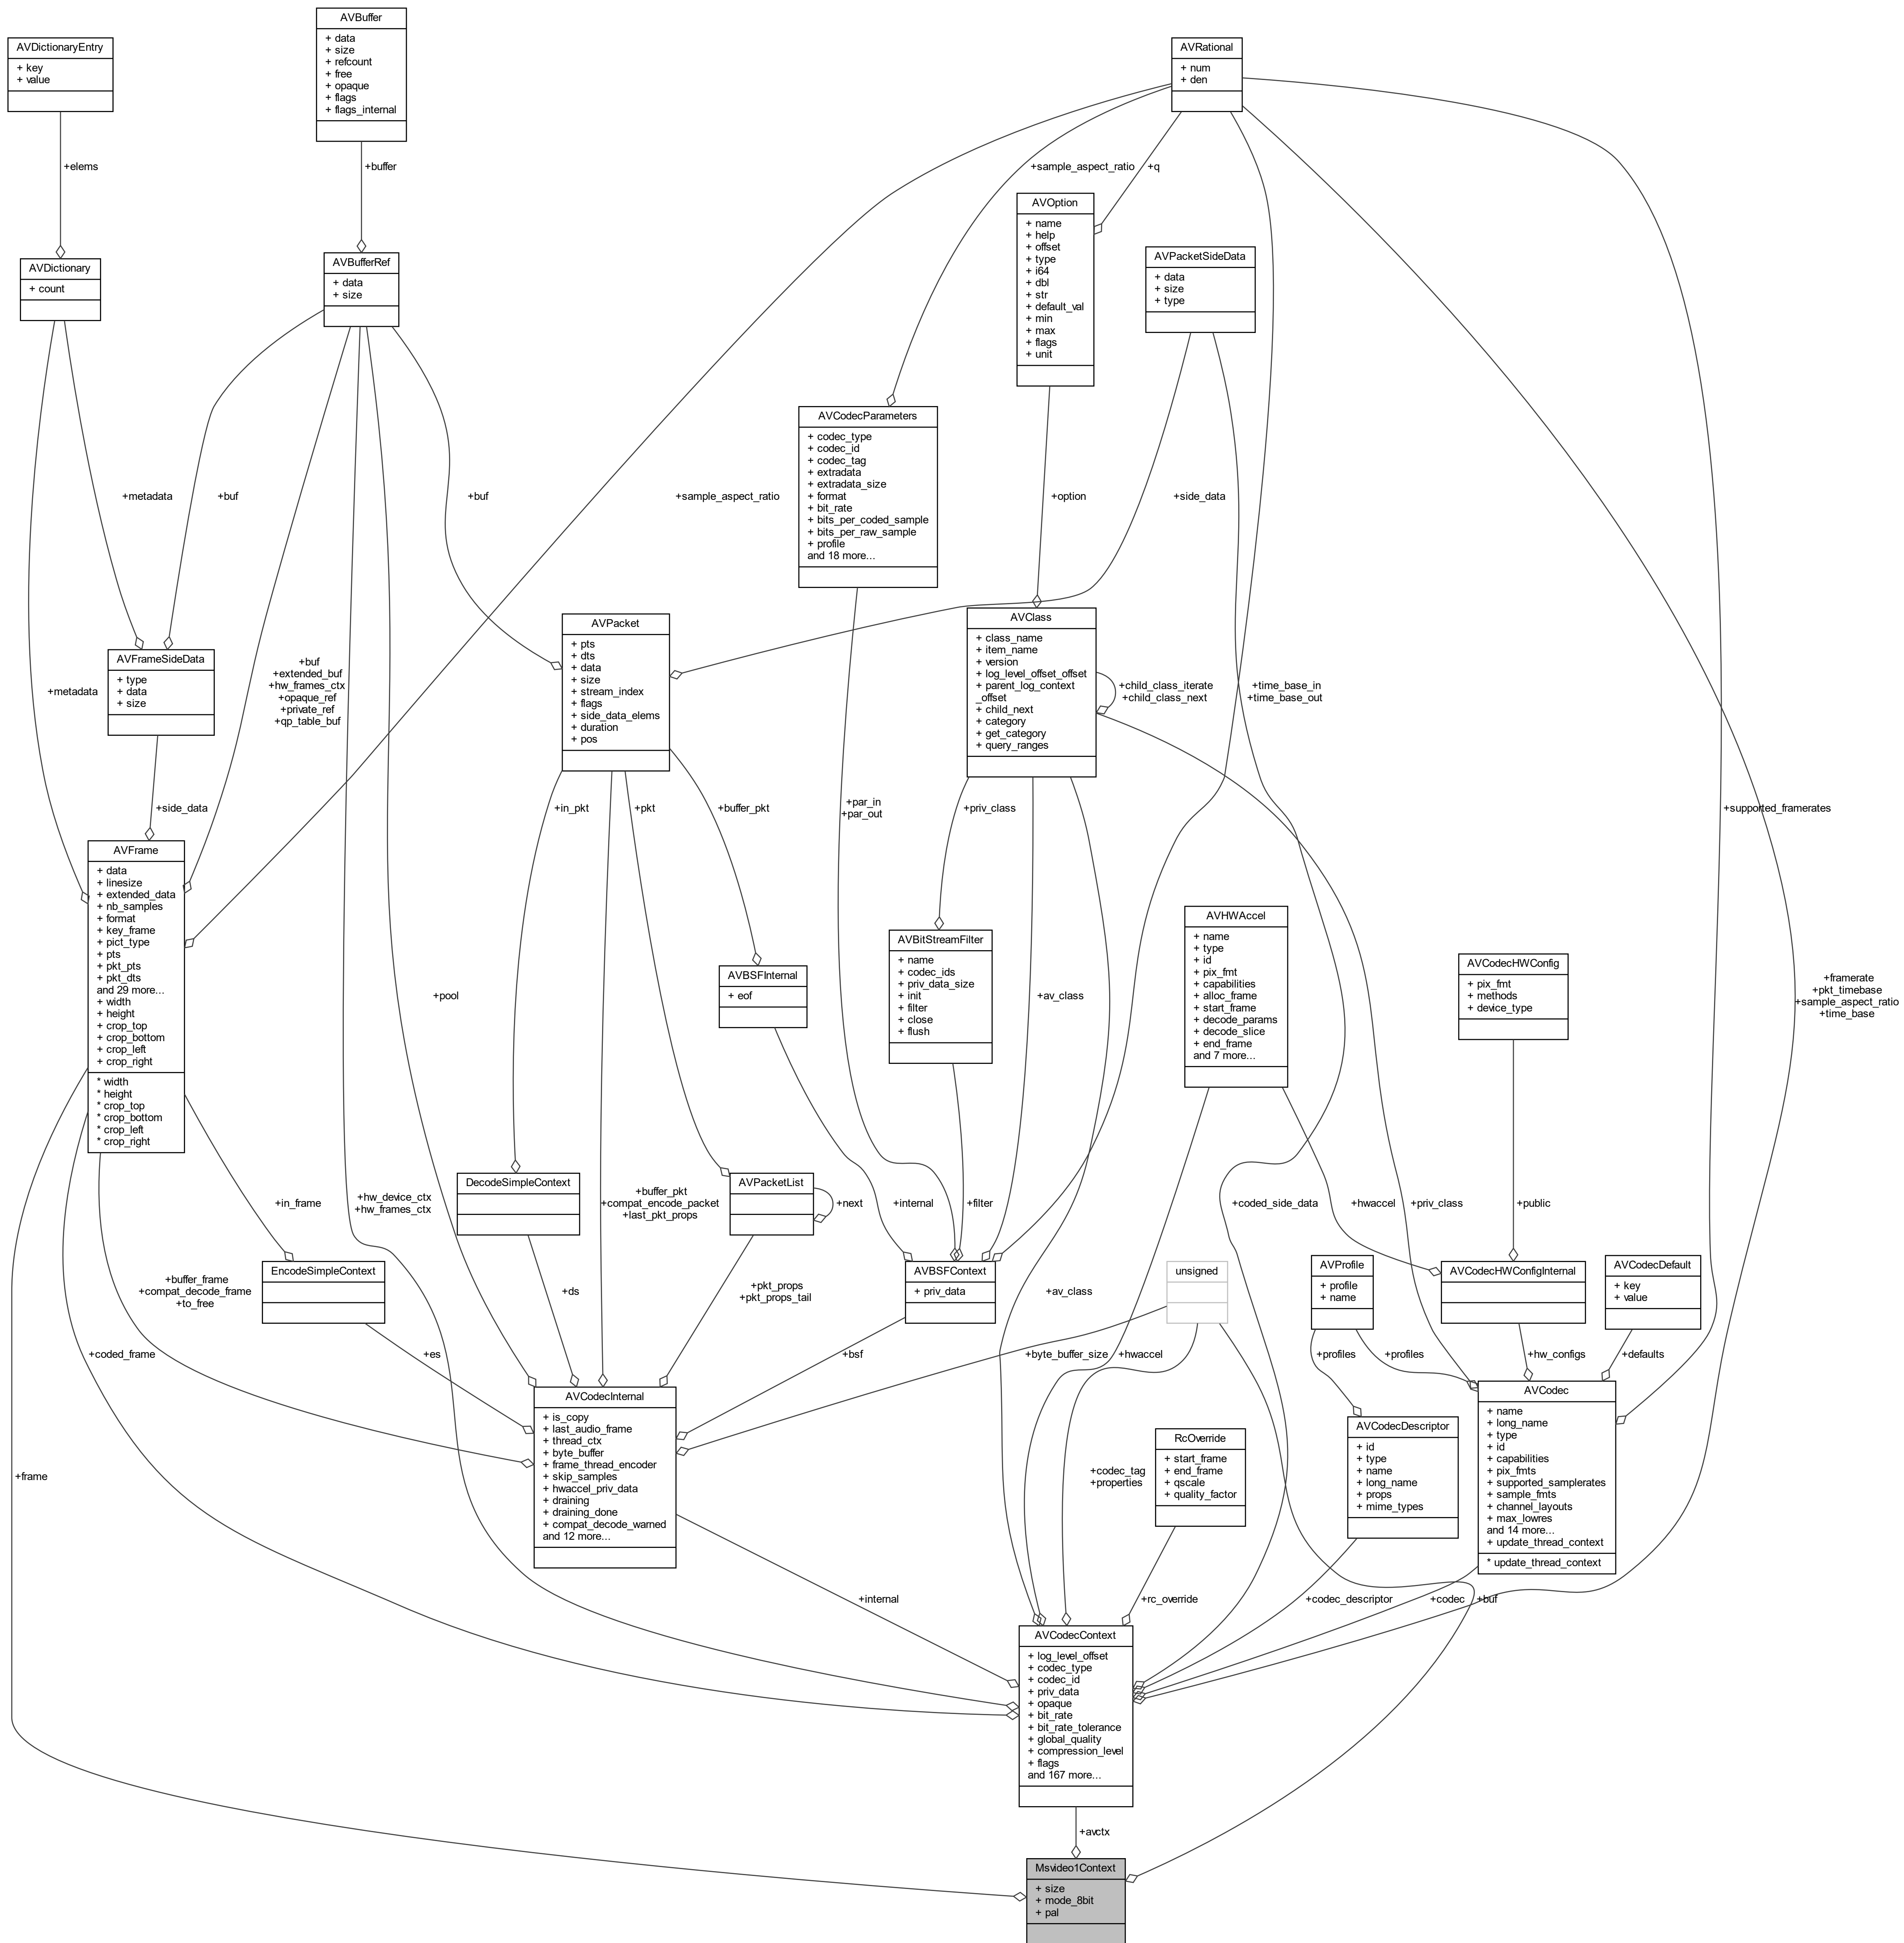 AVBuffer
+ data
+ size
+ refcount
+ free
+ opaque
+ flags
+ flags_internal
AVDictionaryEntry
+ key
+ value
AVRational
+ num
+ den
+elems
+buffer
+sample_aspect_ratio
+q
AVOption
+ name
+ help
+ offset
+ type
+ i64
+ dbl
+ str
+ default_val
+ min
+ max
+ flags
+ unit
AVPacketSideData
+ data
+ size
+ type
AVDictionary
+ count
AVBufferRef
+ data
+ size
AVCodecParameters
+ codec_type
+ codec_id
+ codec_tag
+ extradata
+ extradata_size
+ format
+ bit_rate
+ bits_per_coded_sample
+ bits_per_raw_sample
+ profile
and 18 more...
+metadata
+buf
+buf
+sample_aspect_ratio
+option
+side_data
AVFrameSideData
+ type
+ data
+ size
+metadata
+buf
+extended_buf
+hw_frames_ctx
+opaque_ref
+private_ref
+qp_table_buf
AVPacket
+ pts
+ dts
+ data
+ size
+ stream_index
+ flags
+ side_data_elems
+ duration
+ pos
AVClass
+ class_name
+ item_name
+ version
+ log_level_offset_offset
+ parent_log_context
_offset
+ child_next
+ category
+ get_category
+ query_ranges
+child_class_iterate
+child_class_next
+time_base_in
+time_base_out
+side_data
+in_pkt
+pkt
+buffer_pkt
+par_in
+par_out
+priv_class
+supported_framerates
AVFrame
+ data
+ linesize
+ extended_data
+ nb_samples
+ format
+ key_frame
+ pict_type
+ pts
+ pkt_pts
+ pkt_dts
and 29 more...
+ width
+ height
+ crop_top
+ crop_bottom
+ crop_left
+ crop_right
* width
* height
* crop_top
* crop_bottom
* crop_left
* crop_right
+pool
AVBSFInternal
+ eof
AVBitStreamFilter
+ name
+ codec_ids
+ priv_data_size
+ init
+ filter
+ close
+ flush
+av_class
AVHWAccel
+ name
+ type
+ id
+ pix_fmt
+ capabilities
+ alloc_frame
+ start_frame
+ decode_params
+ decode_slice
+ end_frame
and 7 more...
AVCodecHWConfig
+ pix_fmt
+ methods
+ device_type
+framerate
+pkt_timebase
+sample_aspect_ratio
+time_base
+in_frame
+hw_device_ctx
+hw_frames_ctx
DecodeSimpleContext
+buffer_pkt
+compat_encode_packet
+last_pkt_props
AVPacketList
+next
+internal
+filter
+coded_side_data
+hwaccel
+priv_class
+public
+buffer_frame
+compat_decode_frame
+to_free
EncodeSimpleContext
+ds
+pkt_props
+pkt_props_tail
AVBSFContext
+ priv_data
+av_class
unsigned
AVProfile
+ profile
+ name
AVCodecHWConfigInternal
AVCodecDefault
+ key
+ value
+coded_frame
+es
+bsf
+byte_buffer_size
+hwaccel
+profiles
+profiles
+hw_configs
+defaults
+frame
AVCodecInternal
+ is_copy
+ last_audio_frame
+ thread_ctx
+ byte_buffer
+ frame_thread_encoder
+ skip_samples
+ hwaccel_priv_data
+ draining
+ draining_done
+ compat_decode_warned
and 12 more...
+codec_tag
+properties
RcOverride
+ start_frame
+ end_frame
+ qscale
+ quality_factor
AVCodecDescriptor
+ id
+ type
+ name
+ long_name
+ props
+ mime_types
AVCodec
+ name
+ long_name
+ type
+ id
+ capabilities
+ pix_fmts
+ supported_samplerates
+ sample_fmts
+ channel_layouts
+ max_lowres
and 14 more...
+ update_thread_context
* update_thread_context
+internal
+rc_override
+codec_descriptor
+codec
+buf
AVCodecContext
+ log_level_offset
+ codec_type
+ codec_id
+ priv_data
+ opaque
+ bit_rate
+ bit_rate_tolerance
+ global_quality
+ compression_level
+ flags
and 167 more...
+avctx
Msvideo1Context
+ size
+ mode_8bit
+ pal